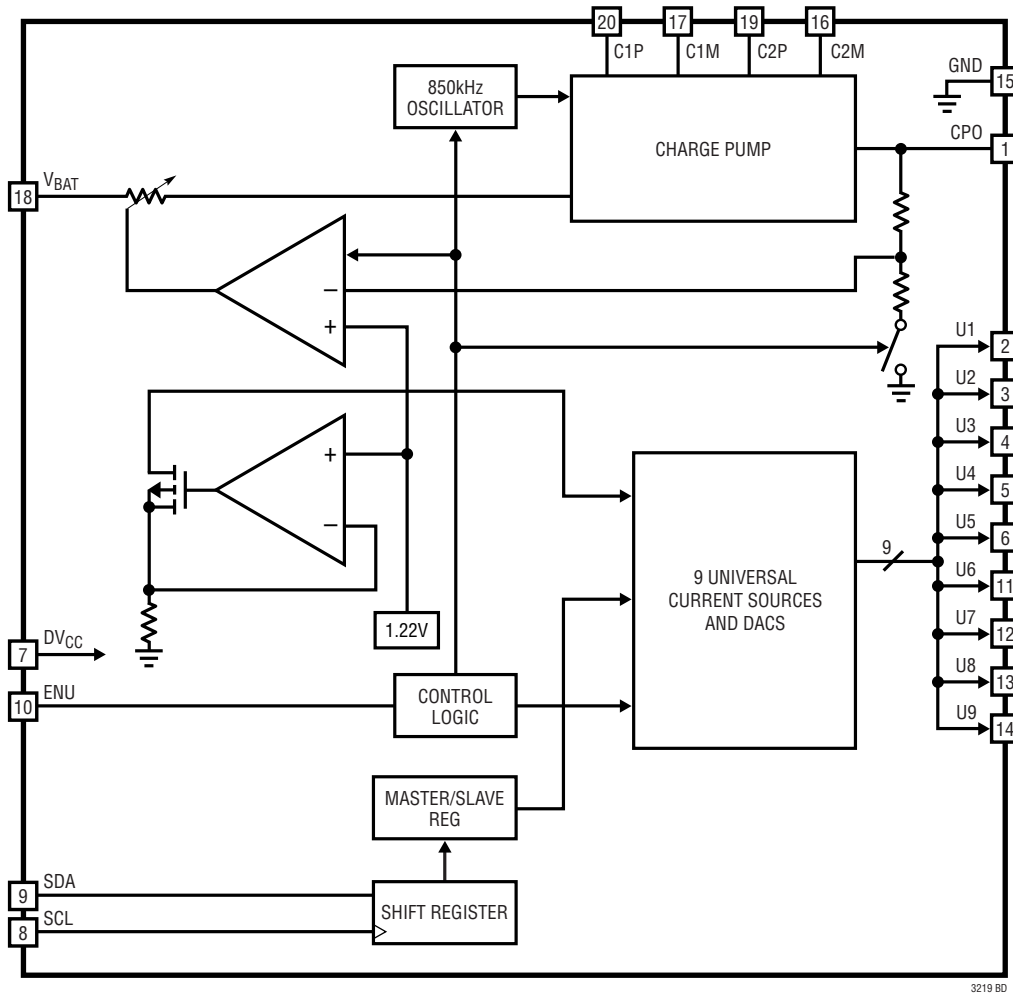 20
17
19
16
C1P
C1M
C2P
C2M
850kHz
OSCILLATOR
CHARGE PUMP
GND
15
CPO
1
18
VBAT
–
+
U1
2
U2
3
U3
4
U4
5
U5
6
U6
11
U7
12
U8
13
U9
14
+
–
9
9 UNIVERSAL
CURRENT SOURCES
AND DACS
1.22V
7
DVCC
10
ENU
CONTROL
LOGIC
MASTER/SLAVE
REG
9
SDA
8
SCL
SHIFT REGISTER
3219 BD